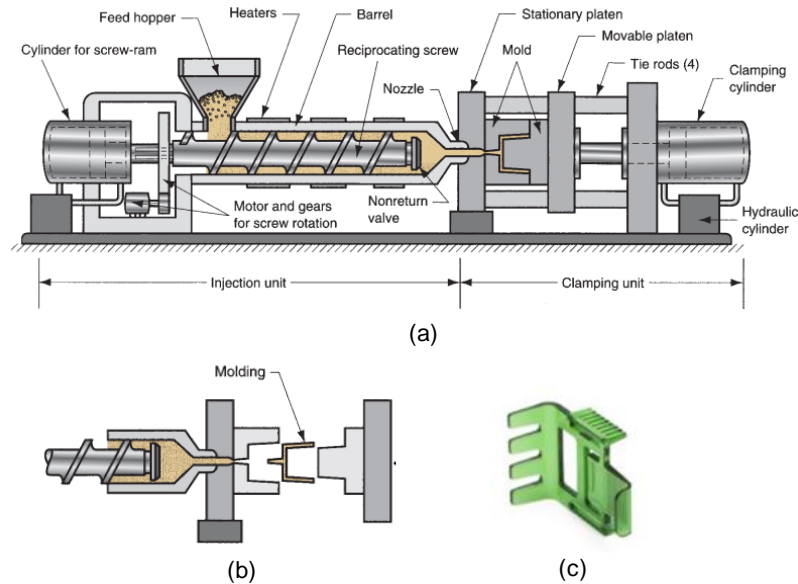 Feed hopper
Heaters
Barrel
Stationary platen
Movable platen
Cylinder for screw-ram
Reciprocating screw
Mold
Tie rods (4)
Nozzle
Clamping
cylinder
Motor and gears
for screw rotation
Nonreturn
valve
Hydraulic
cylinder
Injection unit
Clamping unit
(a)
Molding
(b)
(c)